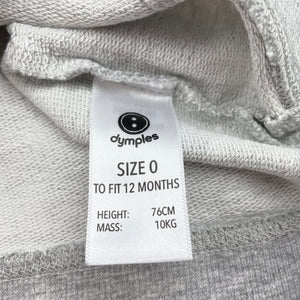 dymples
SIZE 0
TO FIT 12 MONTHS
HEIGHT: 76CM
MASS: 10KG